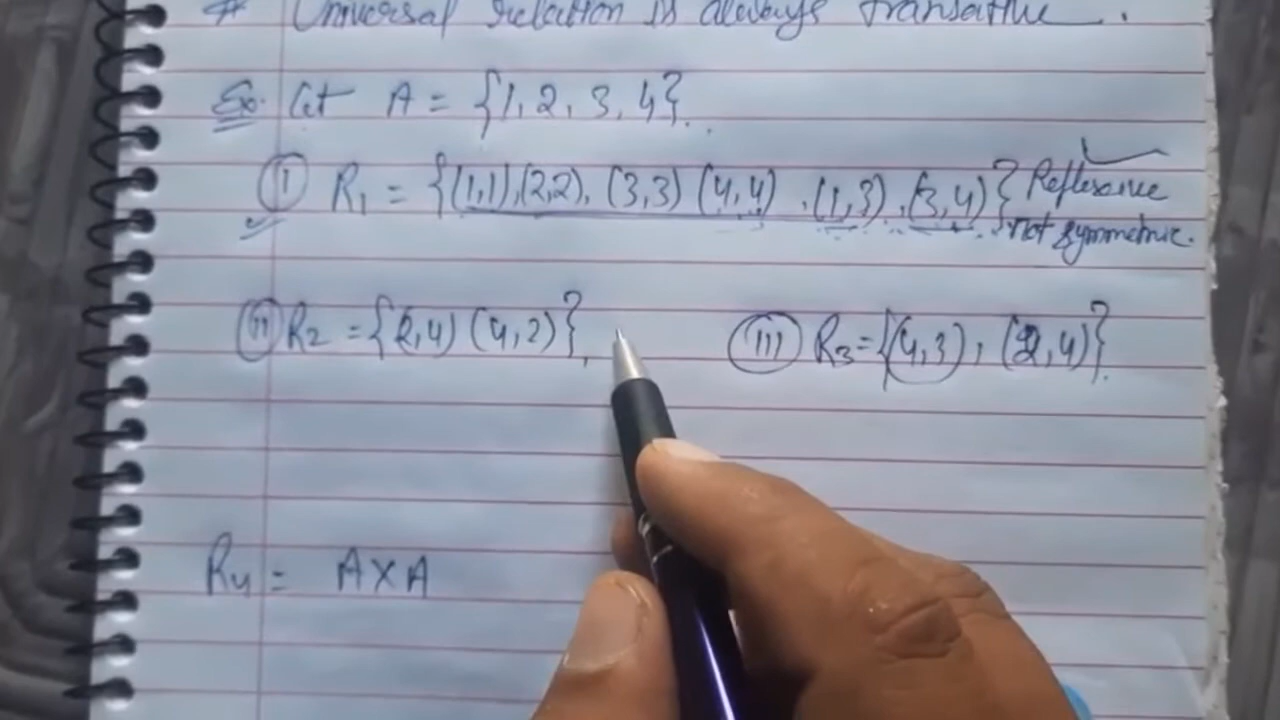 # Universal relation is always transative.
Ex. Let A = {1, 2, 3, 4}.
(I) R1 = {(1,1),(2,2), (3,3) (4,4) , (1,3) , (3,4)} Reflexive
not symmetric.
(II) R2 = {(2,4) (4,2)}, (III) R3 = {(4,3), (2,4)}.
R4 = A X A